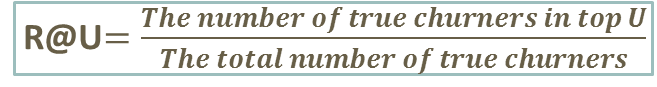 R@U= The number of true churners in top U
The total number of true churners